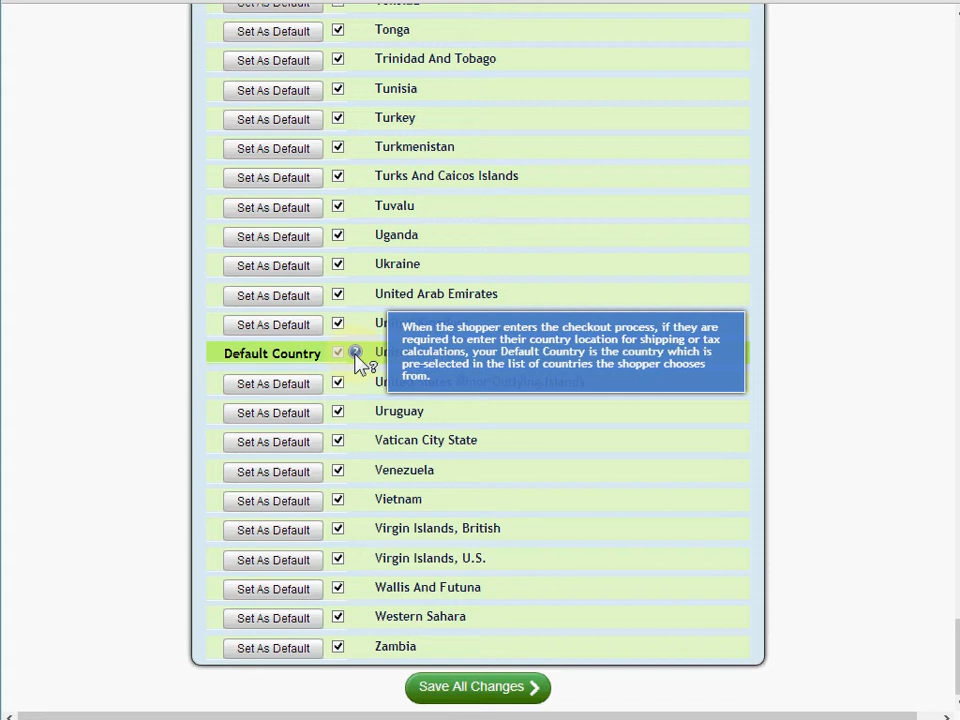 Set As Default Tonga
Set As Default Trinidad And Tobago
Set As Default Tunisia
Set As Default Turkey
Set As Default Turkmenistan
Set As Default Turks And Caicos Islands
Set As Default Tuvalu
Set As Default Uganda
Set As Default Ukraine
Set As Default United Arab Emirates
Set As Default
When the shopper enters the checkout process, if they are
required to enter their country location for shipping or tax
calculations, your Default Country is the country which is
pre-selected in the list of countries the shopper chooses
from.
Default Country
Set As Default United States Minor Outlying Islands
Set As Default Uruguay
Set As Default Vatican City State
Set As Default Venezuela
Set As Default Vietnam
Set As Default Virgin Islands, British
Set As Default Virgin Islands, U.S.
Set As Default Wallis And Futuna
Set As Default Western Sahara
Set As Default Zambia
Save All Changes